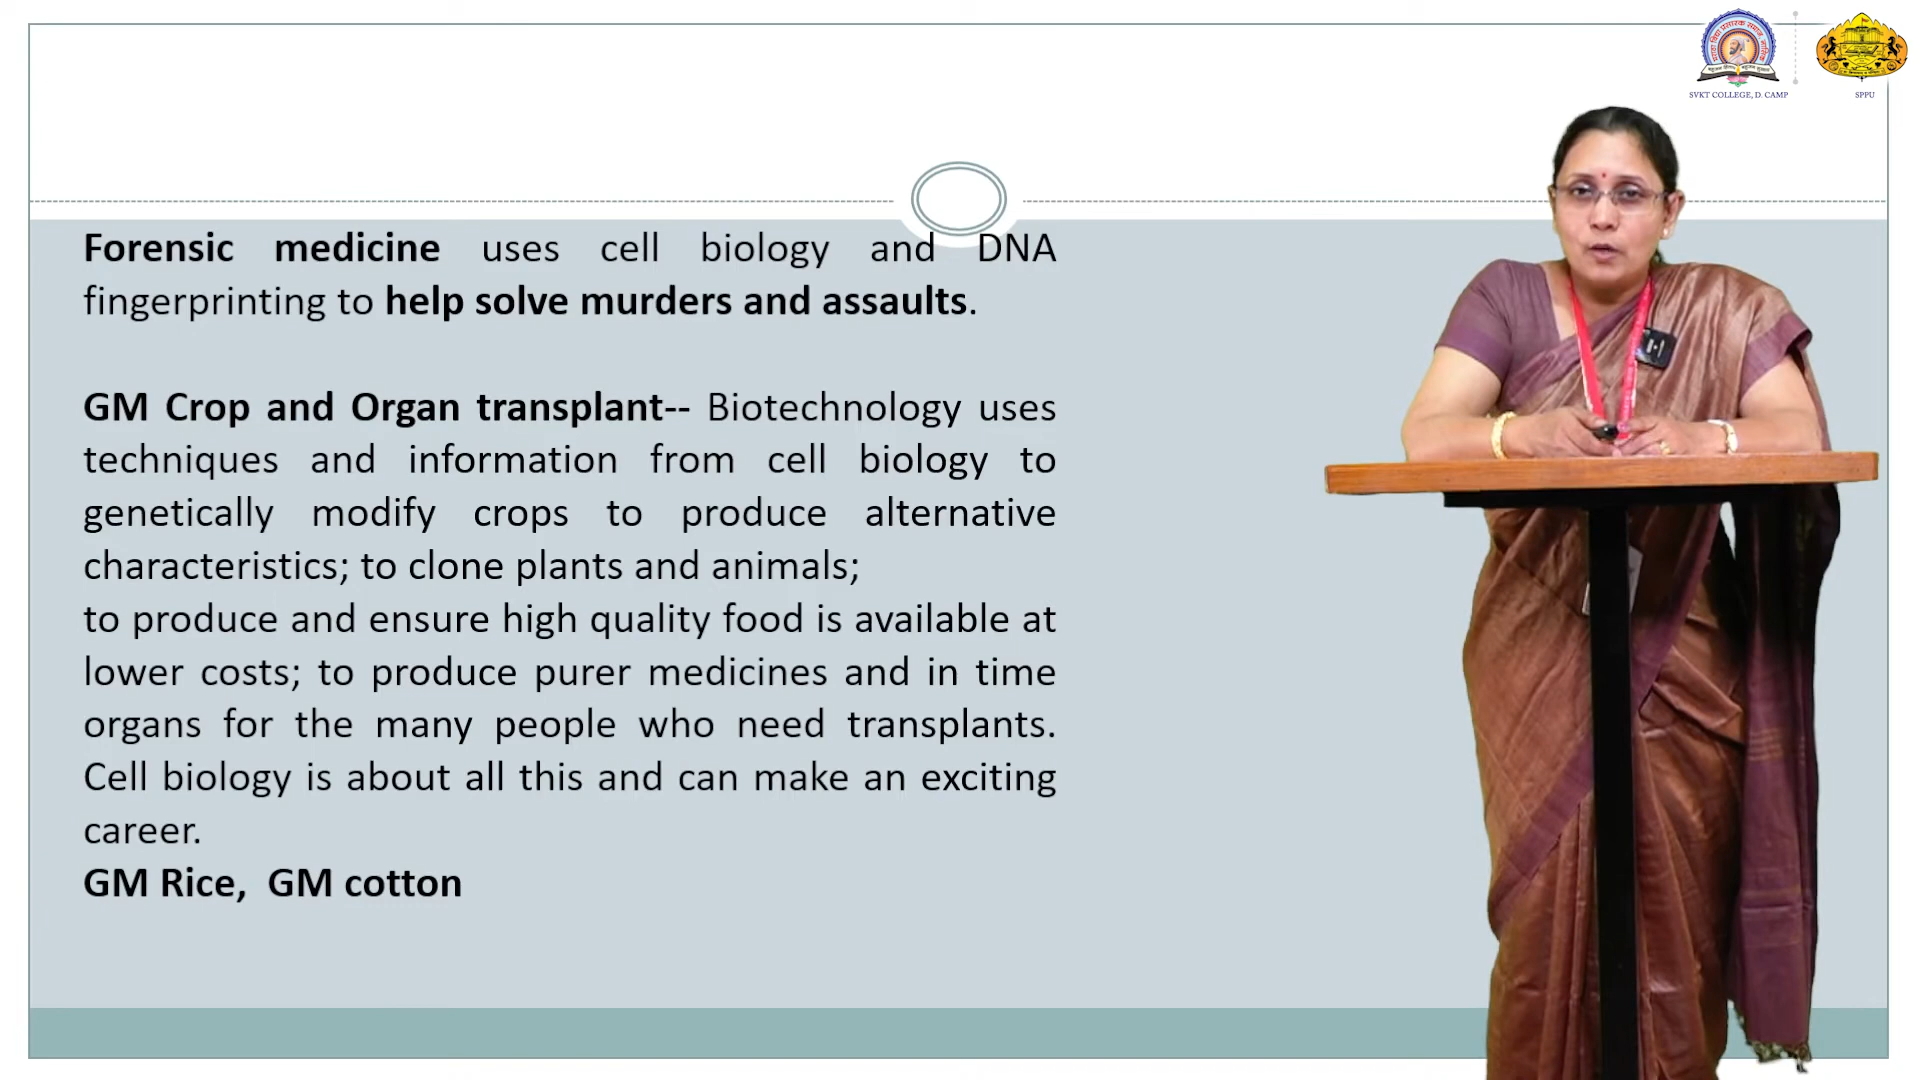 SVKT COLLEGE, D. CAMP
SPPU
Forensic medicine uses cell biology and DNA
fingerprinting to help solve murders and assaults.
GM Crop and Organ transplant-- Biotechnology uses
techniques and information from cell biology to
genetically modify crops to produce alternative
characteristics; to clone plants and animals;
to produce and ensure high quality food is available at
lower costs; to produce purer medicines and in time
organs for the many people who need transplants.
Cell biology is about all this and can make an exciting
career.
GM Rice,  GM cotton